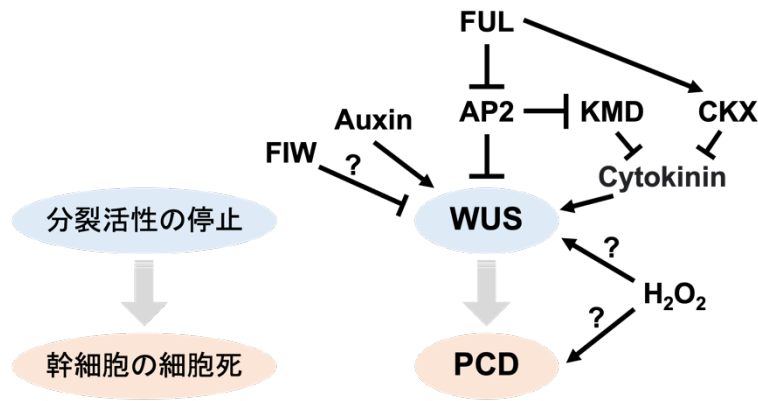 FUL
AP2
KMD
CKX
Auxin
FIW
?
Cytokinin
分裂活性の停止
WUS
?
H₂O₂
?
幹細胞の細胞死
PCD